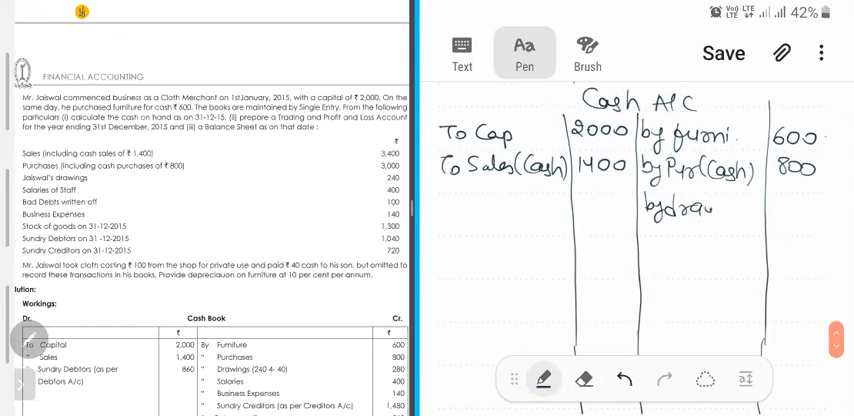 Vo)) LTE
LTE 42%
FINANCIAL ACCOUNTING
Mr. Jaiswal commenced business as a Cloth Merchant on 1st January, 2015, with a capital of ₹ 2,000. On the
same day, he purchased furniture for cash ₹ 600. The books are maintained by Single Entry. From the following
particulars (i) calculate the cash on hand as on 31-12-15. (ii) prepare a Trading and Profit and Loss Account
for the year ending 31st December, 2015 and (iii) a Balance Sheet as on that date :
₹
Sales (including cash sales of ₹ 1,400) 3,400
Purchases (including cash purchases of ₹ 800) 3,000
Jaiswal's drawings 240
Salaries of Staff 400
Bad Debts written off 100
Business Expenses 140
Stock of goods on 31-12-2015 1,300
Sundry Debtors on 31 -12-2015 1,040
Sundry Creditors on 31-12-2015 720
Mr. Jaiswal took cloth costing ₹ 100 from the shop for private use and paid ₹ 40 cash to his son, but omitted to
record these transactions in his books. Provide depreciauon on furniture at 10 per cent per annum.
lution:
Workings:
Dr. Cash Book Cr.
₹ ₹
To Capital 2,000 By Furniture 600
Sales 1,400 " Purchases 800
Sundry Debtors (as per 860 " Drawings (240.4- 40) 280
Debtors A/c) " Salaries 400
" Business Expenses 140
" Sundry Creditors (as per Creditors A/c) 1,480
Text
Pen
Brush
Save
Cash A/C
To Cap 2000 by furni. 600
To Sales (Cash) 1400 by Pur (Cash) 800
by draw